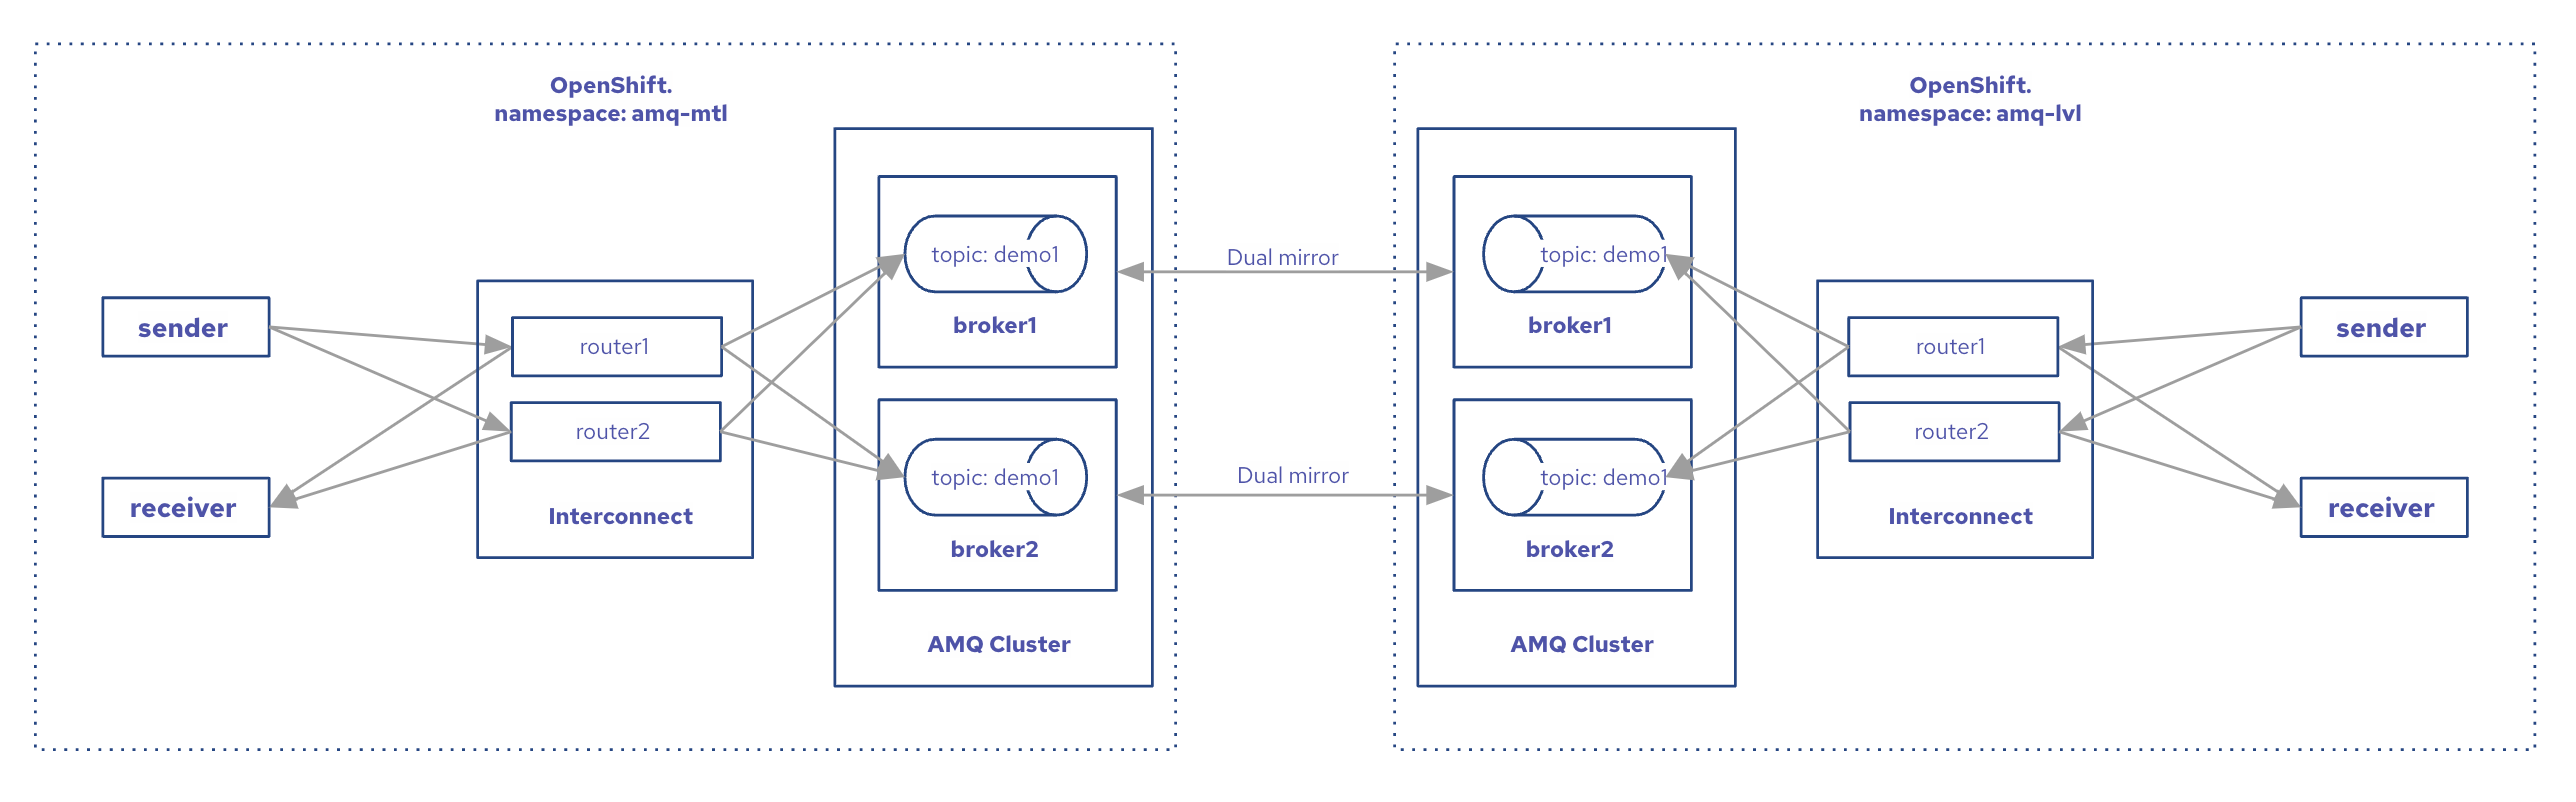 OpenShift.
namespace: amq-mtl
sender
receiver
router1
router2
Interconnect
topic: demo1
broker1
topic: demo1
broker2
AMQ Cluster
Dual mirror
Dual mirror
OpenShift.
namespace: amq-lvl
topic: demo1
broker1
topic: demo1
broker2
AMQ Cluster
router1
router2
Interconnect
sender
receiver